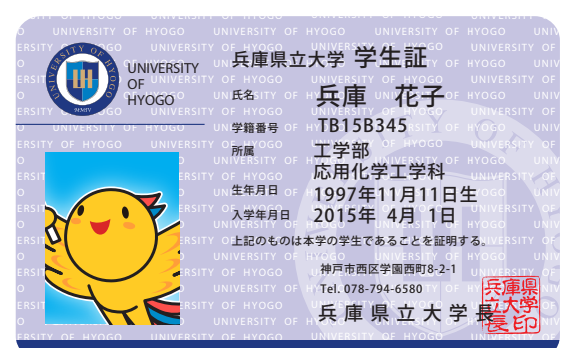 UNIVERSITY OF HYOGO
MMIV
UNIVERSITY
OF
HYOGO
兵庫県立大学 学生証
氏名 兵庫 花子
学籍番号 TB15B345
所属 工学部
応用化学工学科
生年月日 1997年11月11日生
入学年月日 2015年 4月 1日
上記のものは本学の学生であることを証明する。
神戸市西区学園西町8-2-1
Tel. 078-794-6580
兵庫県立大学長
兵庫県
立大学
長印